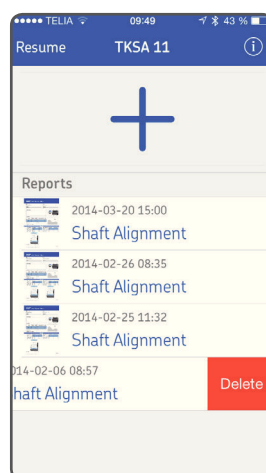 TELIA 09:49 43 %
Resume TKSA 11
Reports
2014-03-20 15:00
Shaft Alignment
2014-02-26 08:35
Shaft Alignment
2014-02-25 11:32
Shaft Alignment
014-02-06 08:57
haft Alignment
Delete